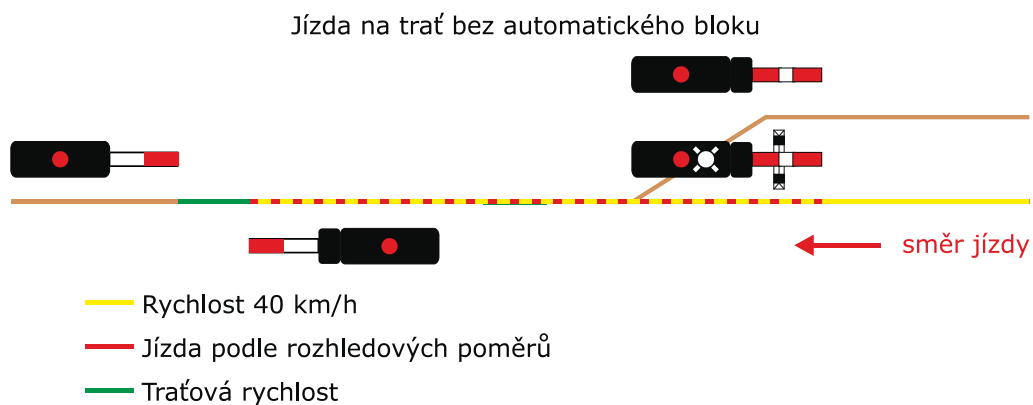 Jízda na trať bez automatického bloku
směr jízdy
Rychlost 40 km/h
Jízda podle rozhledových poměrů
Traťová rychlost